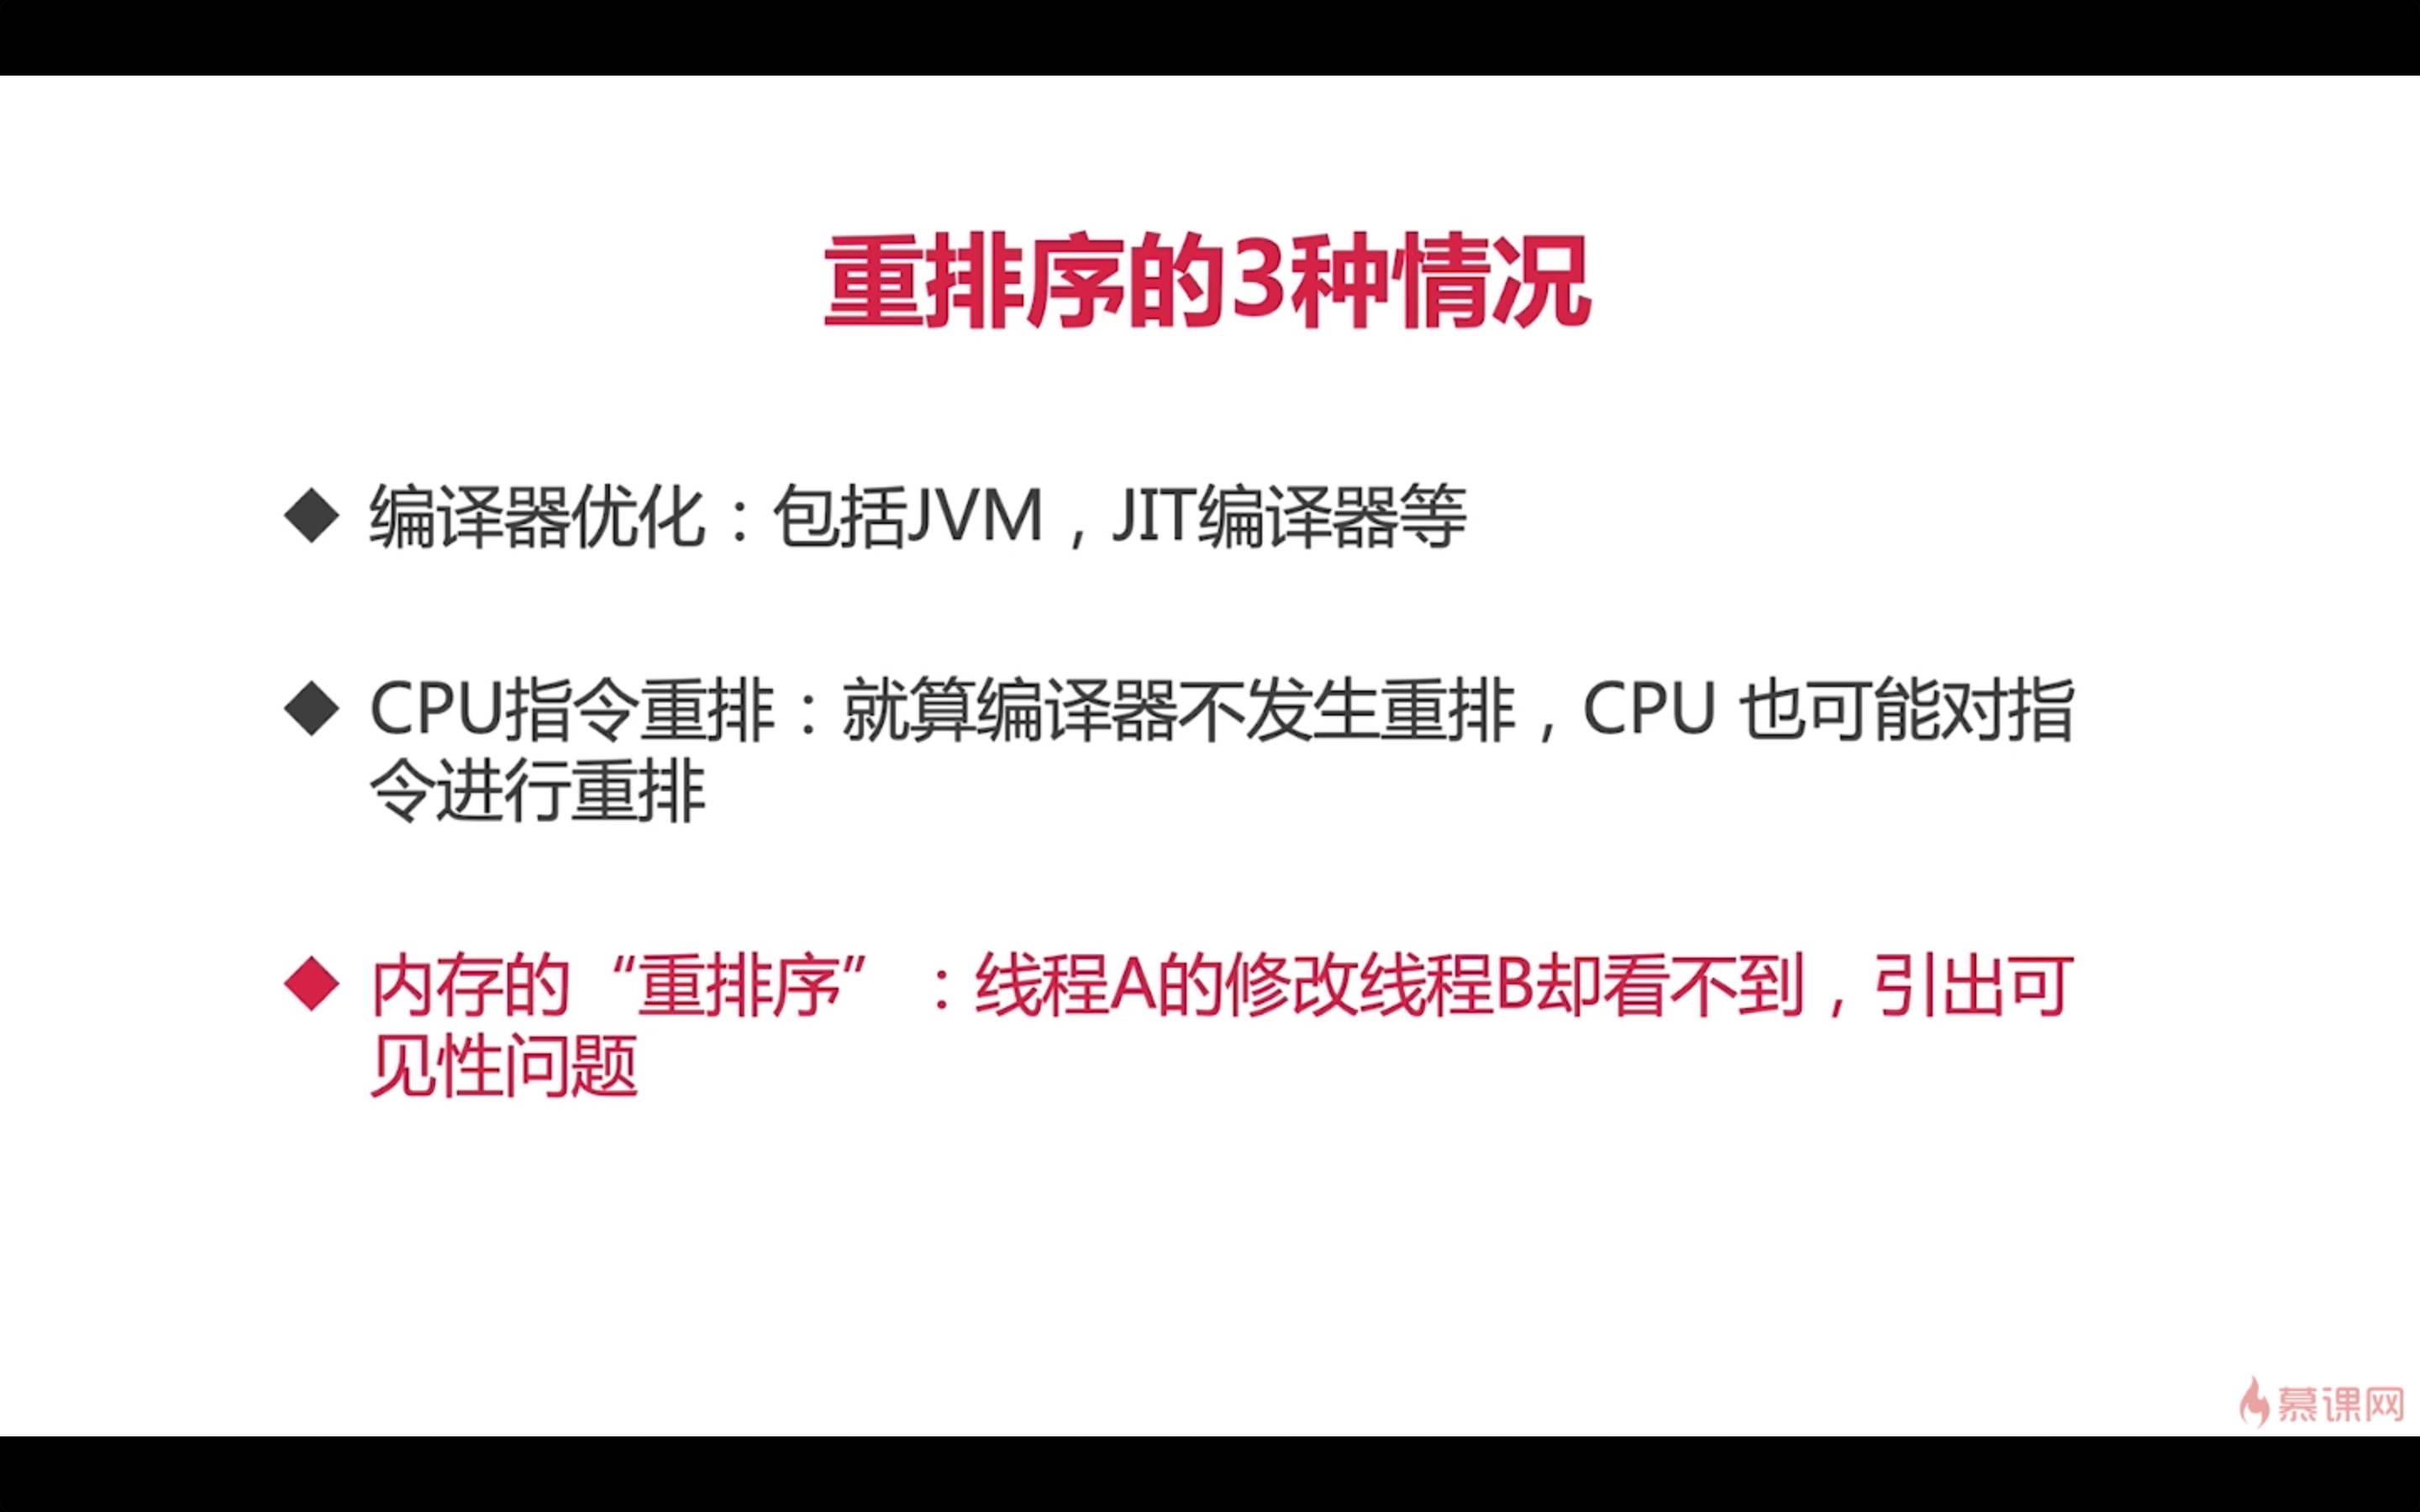 重排序的3种情况
编译器优化：包括JVM，JIT编译器等
CPU指令重排：就算编译器不发生重排，CPU 也可能对指
令进行重排
内存的“重排序”：线程A的修改线程B却看不到，引出可
见性问题
慕课网